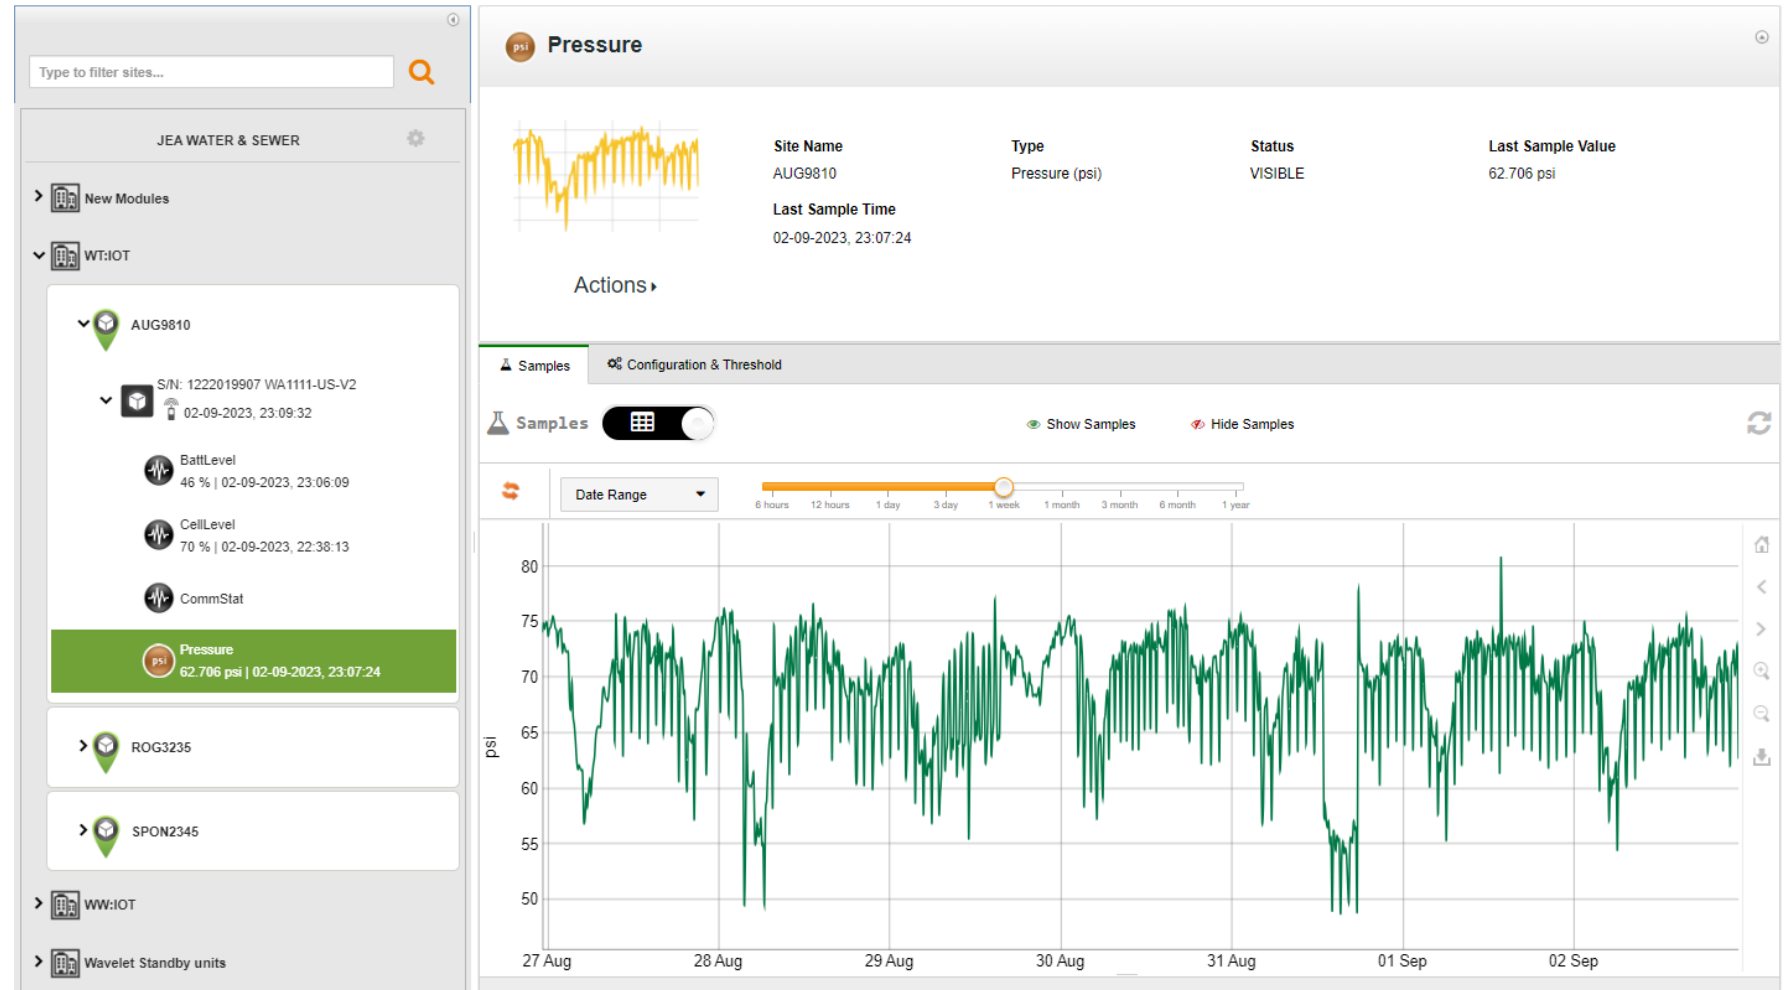 Type to filter sites...
JEA WATER & SEWER
New Modules
WT:IOT
AUG9810
S/N: 1222019907 WA1111-US-V2
02-09-2023, 23:09:32
BattLevel
46 % | 02-09-2023, 23:06:09
CellLevel
70 % | 02-09-2023, 22:38:13
CommStat
psi
Pressure
62.706 psi | 02-09-2023, 23:07:24
ROG3235
SPON2345
WW:IOT
Wavelet Standby units
psi Pressure
Site Name Type Status Last Sample Value
AUG9810 Pressure (psi) VISIBLE 62.706 psi
Last Sample Time
02-09-2023, 23:07:24
Actions
Samples Configuration & Threshold
Samples Show Samples Hide Samples
Date Range
6 hours 12 hours 1 day 3 day 1 week 1 month 3 month 6 month 1 year
80
75
70
65
60
55
50
psi
27 Aug 28 Aug 29 Aug 30 Aug 31 Aug 01 Sep 02 Sep